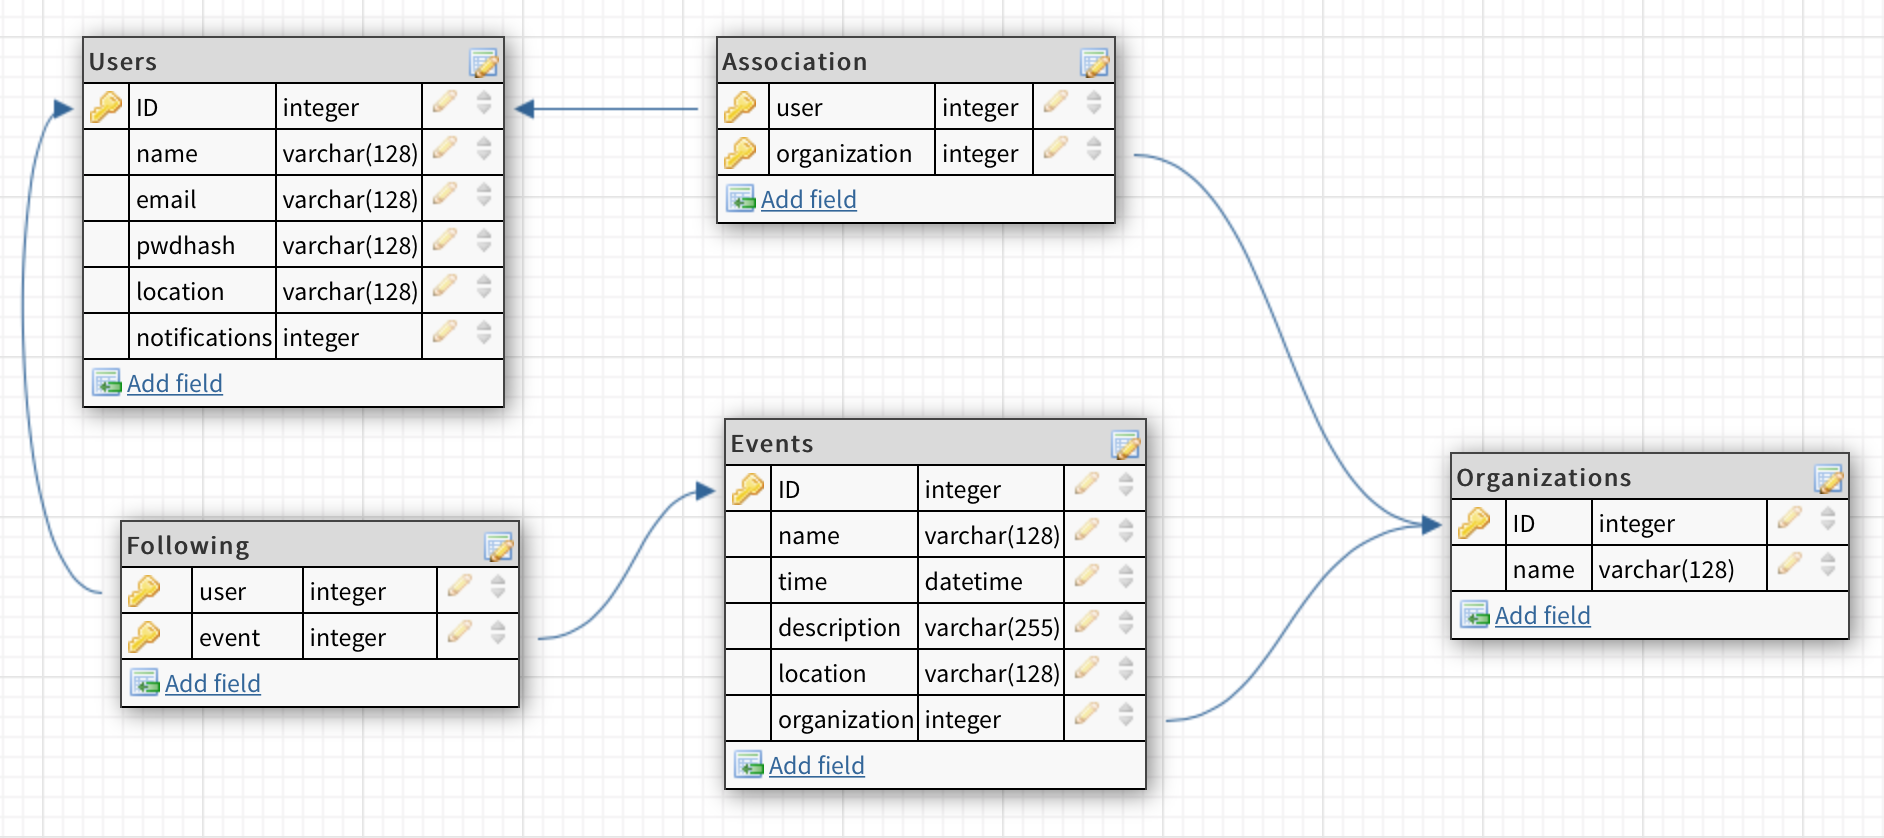 Users
ID integer
name varchar(128)
email varchar(128)
pwdhash varchar(128)
location varchar(128)
notifications integer
Add field
Association
user integer
organization integer
Add field
Following
user integer
event integer
Add field
Events
ID integer
name varchar(128)
time datetime
description varchar(255)
location varchar(128)
organization integer
Add field
Organizations
ID integer
name varchar(128)
Add field